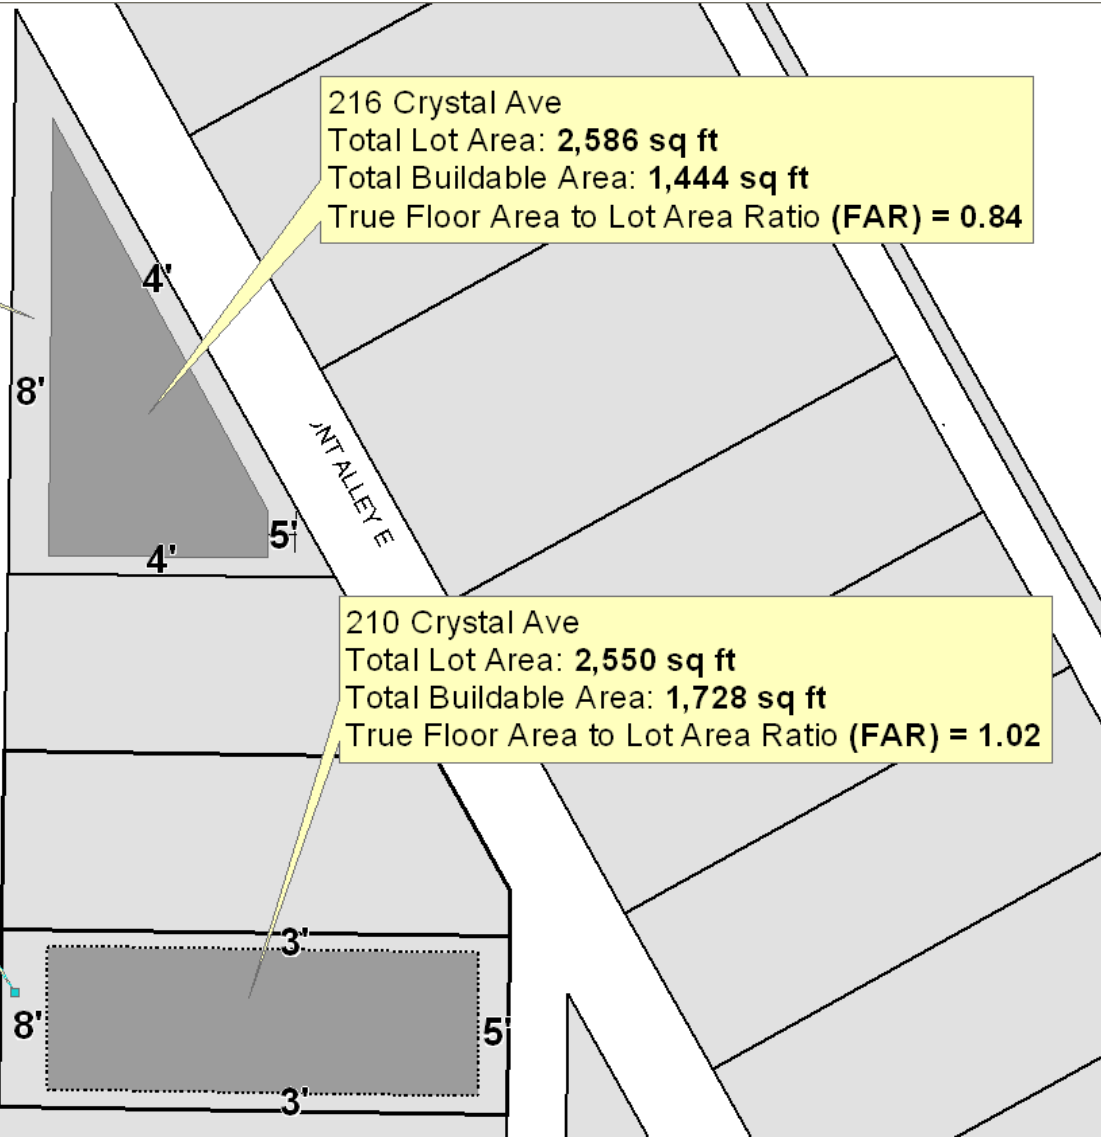 216 Crystal Ave
Total Lot Area: 2,586 sq ft
Total Buildable Area: 1,444 sq ft
True Floor Area to Lot Area Ratio (FAR) = 0.84
4'
8'
5'
4'
ALLEY E
210 Crystal Ave
Total Lot Area: 2,550 sq ft
Total Buildable Area: 1,728 sq ft
True Floor Area to Lot Area Ratio (FAR) = 1.02
3'
8'
5'
3'